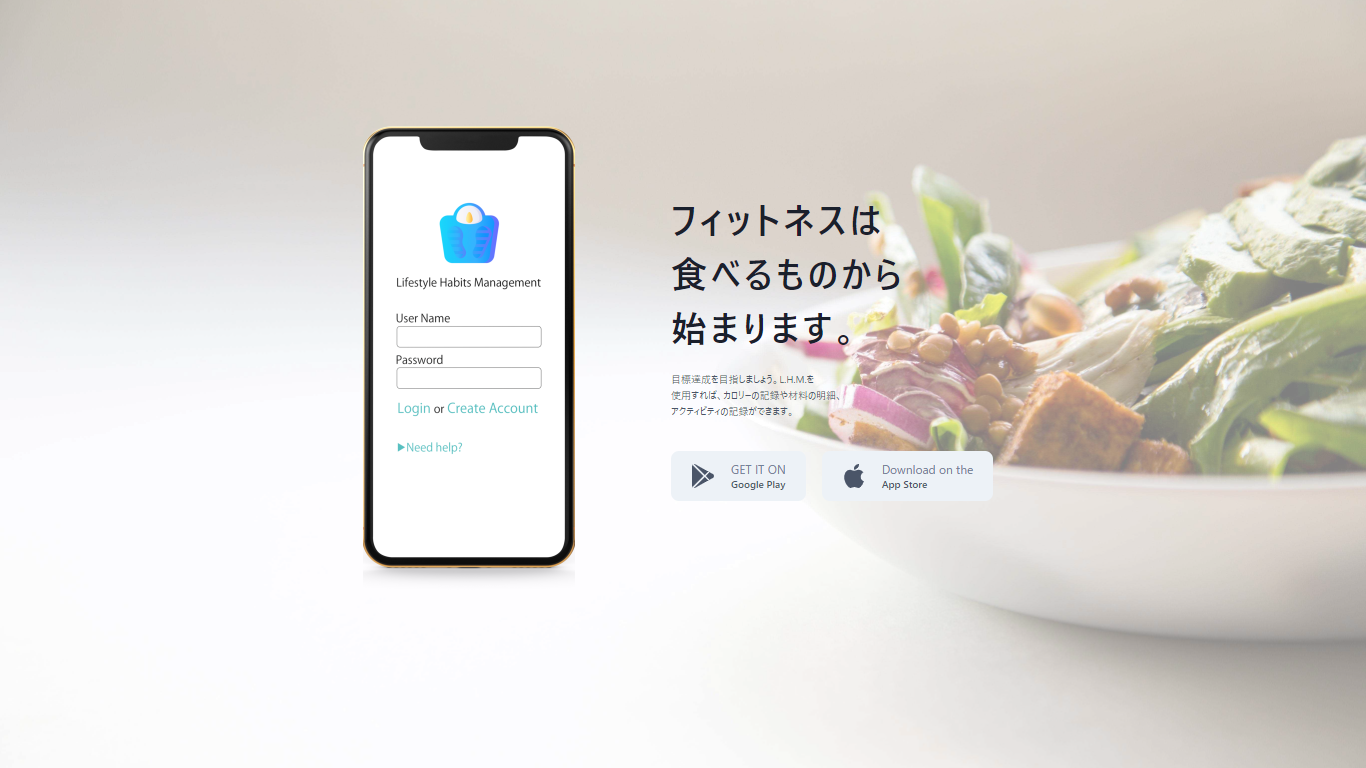 Lifestyle Habits Management
User Name
Password
Login or Create Account
▶Need help?
フィットネスは
食べるものから
始まります。
目標達成を目指しましょう。L.H.M.を
使用すれば、カロリーの記録や材料の明細、
アクティビティの記録ができます。
GET IT ON
Google Play
Download on the
App Store